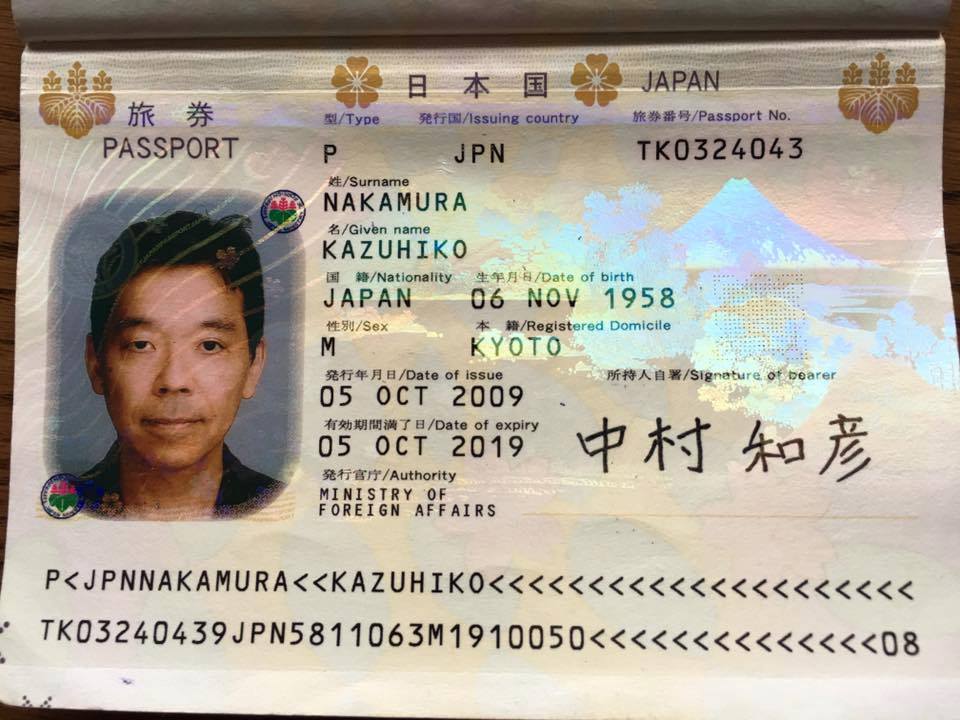 日本国 JAPAN
旅券
PASSPORT
型/Type 発行国/Issuing country 旅券番号/Passport No.
P JPN TK0324043
姓/Surname
NAKAMURA
名/Given name
KAZUHIKO
国 籍/Nationality 生年月日/Date of birth
JAPAN 06 NOV 1958
性別/Sex 本 籍/Registered Domicile
M KYOTO
発行年月日/Date of issue 所持人自署/Signature of bearer
05 OCT 2009
有効期間満了日/Date of expiry
05 OCT 2019
中村 和彦
発行官庁/Authority
MINISTRY OF
FOREIGN AFFAIRS
P<JPNNAKAMURA<<KAZUHIKO<<<<<<<<<<<<<<<<<<<<<
TK03240439JPN5811063M1910050<<<<<<<<<<<<<<08